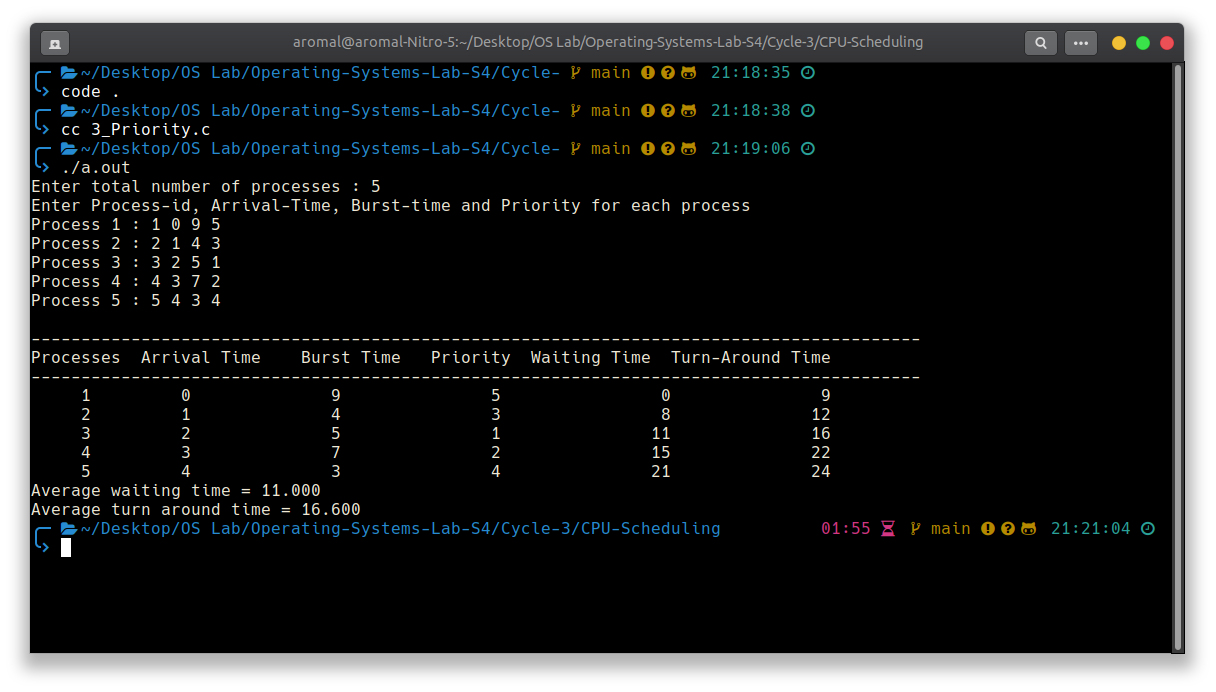 aromal@aromal-Nitro-5:~/Desktop/OS Lab/Operating-Systems-Lab-S4/Cycle-3/CPU-Scheduling
~/Desktop/OS Lab/Operating-Systems-Lab-S4/Cycle- main 21:18:35
code .
~/Desktop/OS Lab/Operating-Systems-Lab-S4/Cycle- main 21:18:38
cc 3_Priority.c
~/Desktop/OS Lab/Operating-Systems-Lab-S4/Cycle- main 21:19:06
./a.out
Enter total number of processes : 5
Enter Process-id, Arrival-Time, Burst-time and Priority for each process
Process 1 : 1 0 9 5
Process 2 : 2 1 4 3
Process 3 : 3 2 5 1
Process 4 : 4 3 7 2
Process 5 : 5 4 3 4
-----------------------------------------------------------------------------------------
Processes  Arrival Time    Burst Time   Priority  Waiting Time  Turn-Around Time
-----------------------------------------------------------------------------------------
1 0 9 5 0 9
2 1 4 3 8 12
3 2 5 1 11 16
4 3 7 2 15 22
5 4 3 4 21 24
Average waiting time = 11.000
Average turn around time = 16.600
~/Desktop/OS Lab/Operating-Systems-Lab-S4/Cycle-3/CPU-Scheduling 01:55 main 21:21:04